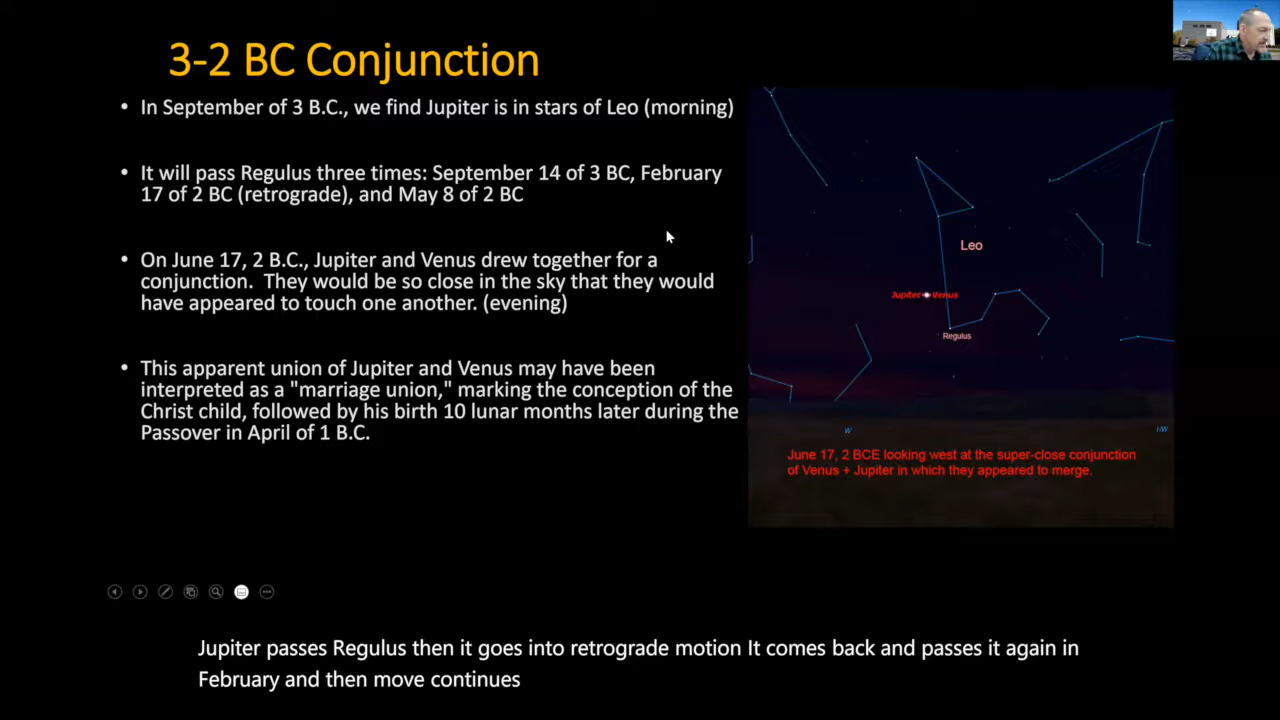 3-2 BC Conjunction
• In September of 3 B.C., we find Jupiter is in stars of Leo (morning)
• It will pass Regulus three times: September 14 of 3 BC, February
17 of 2 BC (retrograde), and May 8 of 2 BC
• On June 17, 2 B.C., Jupiter and Venus drew together for a
conjunction.  They would be so close in the sky that they would
have appeared to touch one another. (evening)
• This apparent union of Jupiter and Venus may have been
interpreted as a "marriage union," marking the conception of the
Christ child, followed by his birth 10 lunar months later during the
Passover in April of 1 B.C.
Leo
Jupiter Venus
Regulus
W
NW
June 17, 2 BCE looking west at the super-close conjunction
of Venus + Jupiter in which they appeared to merge.
Jupiter passes Regulus then it goes into retrograde motion It comes back and passes it again in
February and then move continues